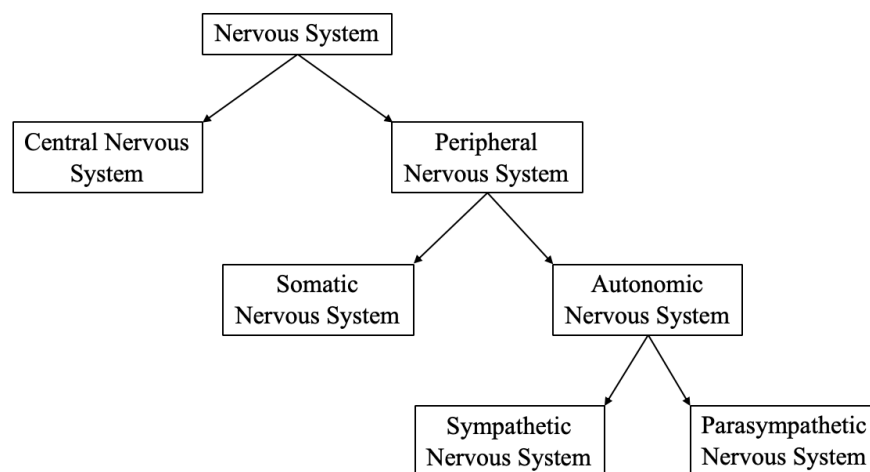 Nervous System
Central Nervous
System
Peripheral
Nervous System
Somatic
Nervous System
Autonomic
Nervous System
Sympathetic
Nervous System
Parasympathetic
Nervous System